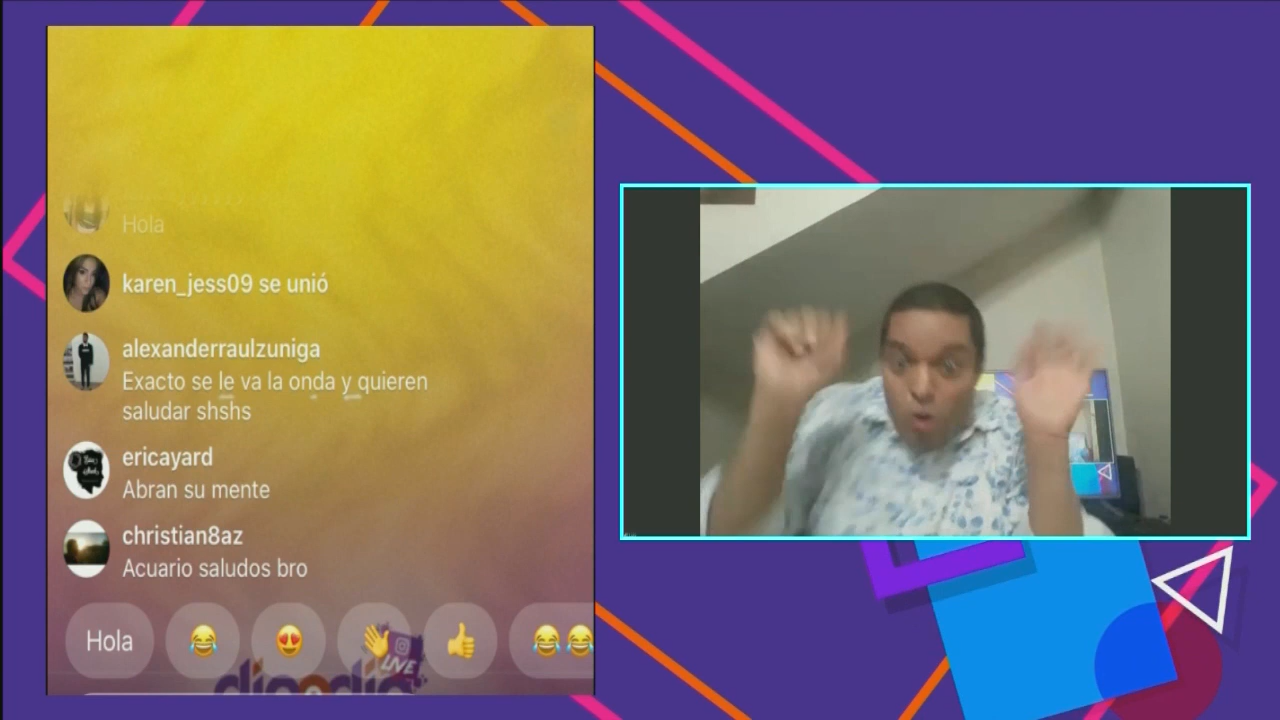 Hola
karen_jess09 se unió
alexanderraulzuniga
Exacto se le va la onda y quieren
saludar shshs
ericayard
Abran su mente
christian8az
Acuario saludos bro
Hola
LIVE